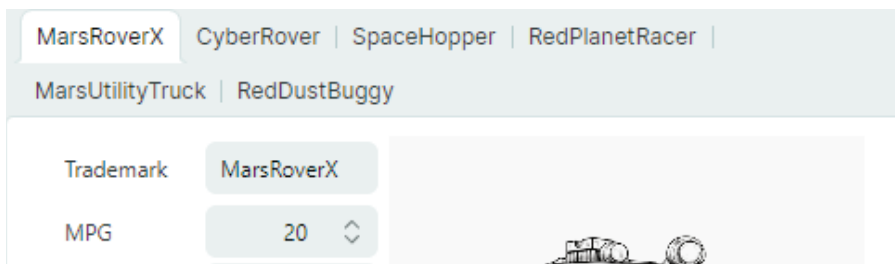 MarsRoverX CyberRover | SpaceHopper | RedPlanetRacer |
MarsUtilityTruck | RedDustBuggy
Trademark MarsRoverX
MPG 20